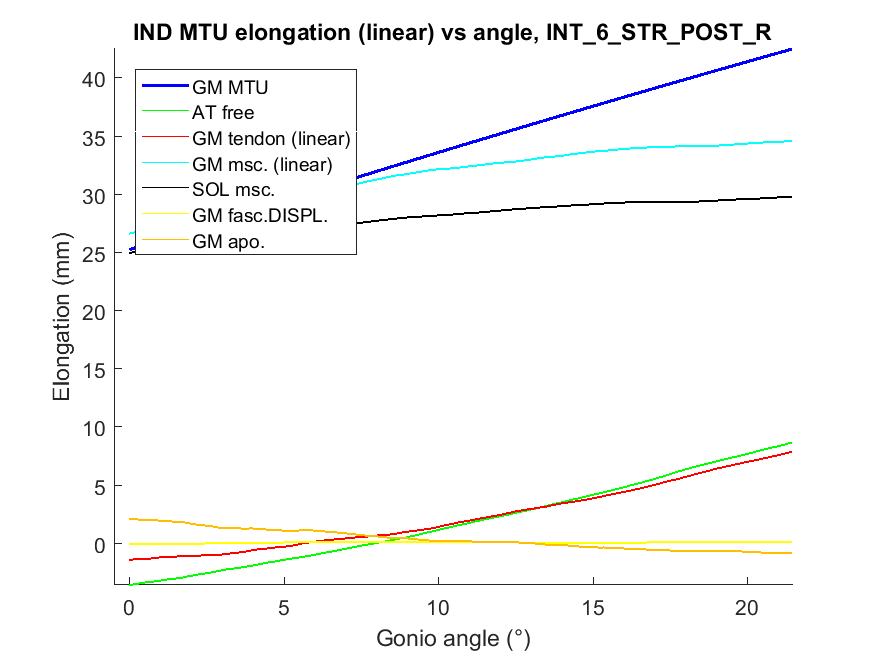 IND MTU elongation (linear) vs angle, INT_6_STR_POST_R
GM MTU
AT free
GM tendon (linear)
GM msc. (linear)
SOL msc.
GM fasc.DISPL.
GM apo.
Elongation (mm)
40
35
30
25
20
15
10
5
0
0 5 10 15 20
Gonio angle (°)